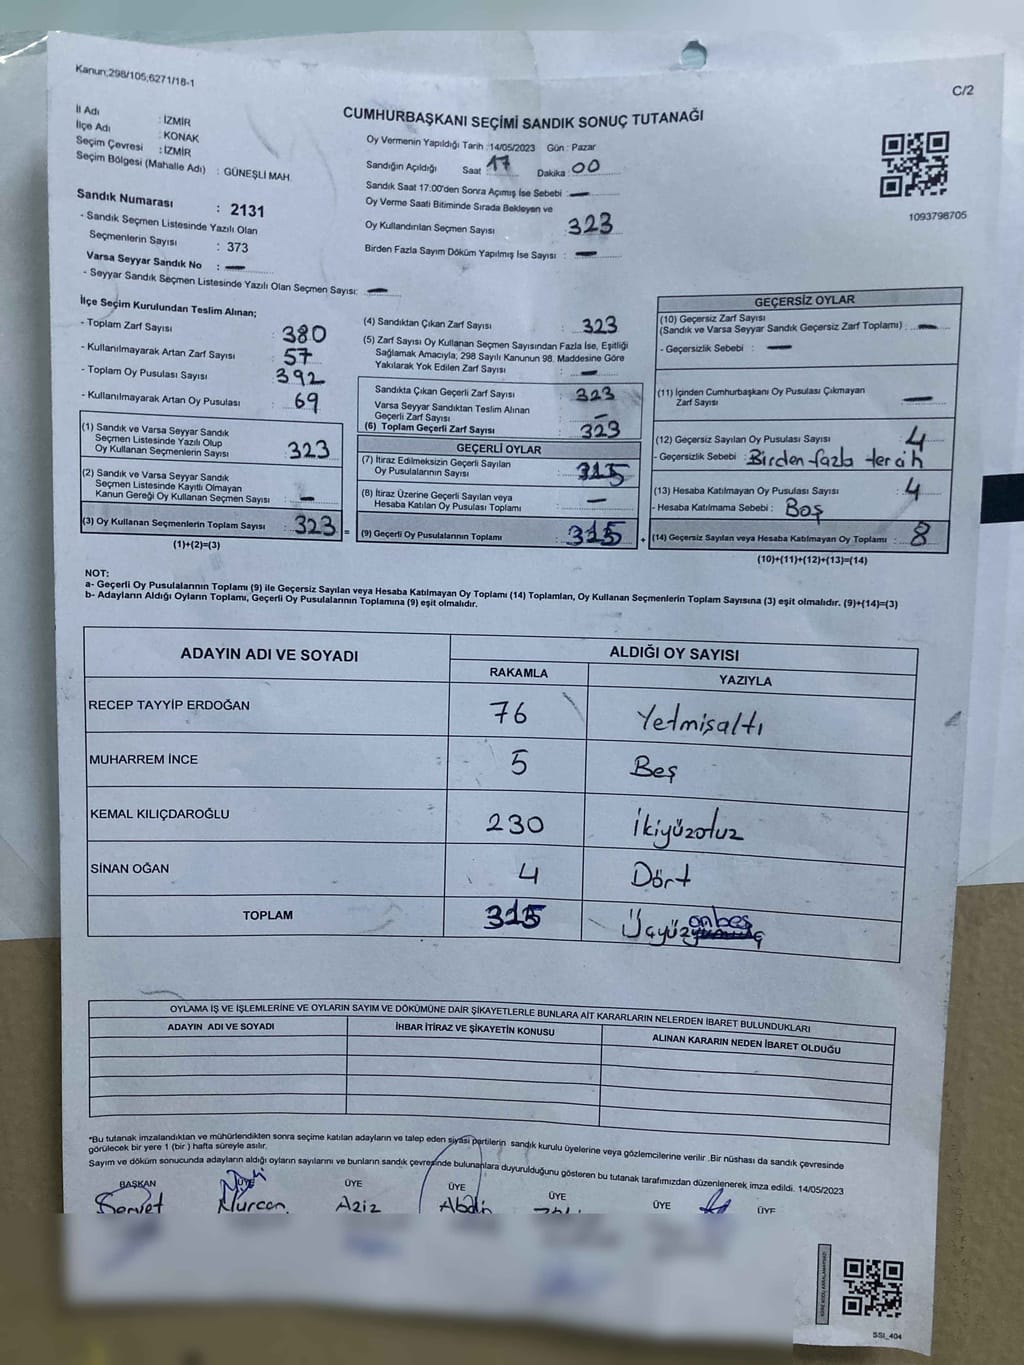 Kanun;298/105;6271/18-1
C/2
CUMHURBAŞKANI SEÇİMİ SANDIK SONUÇ TUTANAĞI
İl Adı : İZMİR
İlçe Adı : KONAK
Seçim Çevresi : İZMİR
Seçim Bölgesi (Mahalle Adı) : GÜNEŞLİ MAH.
Sandık Numarası : 2131
- Sandık Seçmen Listesinde Yazılı Olan
Seçmenlerin Sayısı : 373
Varsa Seyyar Sandık No : —
- Seyyar Sandık Seçmen Listesinde Yazılı Olan Seçmen Sayısı: —
Oy Vermenin Yapıldığı Tarih :14/05/2023 Gün : Pazar
Sandığın Açıldığı Saat : 17 Dakika : 00
Sandık Saat 17:00'den Sonra Açımış İse Sebebi : —
Oy Verme Saati Bitiminde Sırada Bekleyen ve
Oy Kullandırılan Seçmen Sayısı : 323
Birden Fazla Sayım Döküm Yapılmış İse Sayısı : —
1093798705
İlçe Seçim Kurulundan Teslim Alınan;
- Toplam Zarf Sayısı : 380
- Kullanılmayarak Artan Zarf Sayısı : 57
- Toplam Oy Pusulası Sayısı : 392
- Kullanılmayarak Artan Oy Pusulası : 69
(1) Sandık ve Varsa Seyyar Sandık
Seçmen Listesinde Yazılı Olup
Oy Kullanan Seçmenlerin Sayısı : 323
(2) Sandık ve Varsa Seyyar Sandık
Seçmen Listesinde Kayıtlı Olmayan
Kanun Gereği Oy Kullanan Seçmen Sayısı : —
(3) Oy Kullanan Seçmenlerin Toplam Sayısı : 323 =
(1)+(2)=(3)
(4) Sandıktan Çıkan Zarf Sayısı : 323
(5) Zarf Sayısı Oy Kullanan Seçmen Sayısından Fazla İse, Eşitliği
Sağlamak Amacıyla; 298 Sayılı Kanunun 98. Maddesine Göre
Yakılarak Yok Edilen Zarf Sayısı : —
Sandıkta Çıkan Geçerli Zarf Sayısı : 323
Varsa Seyyar Sandıktan Teslim Alınan
Geçerli Zarf Sayısı : —
(6) Toplam Geçerli Zarf Sayısı : 323
GEÇERLİ OYLAR
(7) İtiraz Edilmeksizin Geçerli Sayılan
Oy Pusulalarının Sayısı : 315
(8) İtiraz Üzerine Geçerli Sayılan veya
Hesaba Katılan Oy Pusulası Toplamı : —
(9) Geçerli Oy Pusulalarının Toplamı : 315 +
GEÇERSİZ OYLAR
(10) Geçersiz Zarf Sayısı
(Sandık ve Varsa Seyyar Sandık Geçersiz Zarf Toplamı) : —
- Geçersizlik Sebebi : —
(11) İçinden Cumhurbaşkanı Oy Pusulası Çıkmayan
Zarf Sayısı : —
(12) Geçersiz Sayılan Oy Pusulası Sayısı : 4
- Geçersizlik Sebebi : Birden fazla tercih
(13) Hesaba Katılmayan Oy Pusulası Sayısı : 4
- Hesaba Katılmama Sebebi : Boş
(14) Geçersiz Sayılan veya Hesaba Katılmayan Oy Toplamı : 8
(10)+(11)+(12)+(13)=(14)
NOT:
a- Geçerli Oy Pusulalarının Toplamı (9) ile Geçersiz Sayılan veya Hesaba Katılmayan Oy Toplamı (14) Toplamları, Oy Kullanan Seçmenlerin Toplam Sayısına (3) eşit olmalıdır. (9)+(14)=(3)
b- Adayların Aldığı Oyların Toplamı, Geçerli Oy Pusulalarının Toplamına (9) eşit olmalıdır.
ADAYIN ADI VE SOYADI ALDIĞI OY SAYISI
RAKAMLA YAZIYLA
RECEP TAYYİP ERDOĞAN 76 Yetmişaltı
MUHARREM İNCE 5 Beş
KEMAL KILIÇDAROĞLU 230 İkiyüzotuz
SİNAN OĞAN 4 Dört
TOPLAM 315 Üçyüzonbeş
OYLAMA İŞ VE İŞLEMLERİNE VE OYLARIN SAYIM VE DÖKÜMÜNE DAİR ŞİKAYETLERLE BUNLARA AİT KARARLARIN NELERDEN İBARET BULUNDUKLARI
ADAYIN ADI VE SOYADI İHBAR İTİRAZ VE ŞİKAYETİN KONUSU ALINAN KARARIN NEDEN İBARET OLDUĞU
*Bu tutanak imzalandıktan ve mühürlendikten sonra seçime katılan adayların ve talep eden siyasi partilerin sandık kurulu üyelerine veya gözlemcilerine verilir .Bir nüshası da sandık çevresinde
görülecek bir yere 1 (bir ) hafta süreyle asılır.
Sayım ve döküm sonucunda adayların aldığı oyların sayılarını ve bunların sandık çevresinde bulunanlara duyurulduğunu gösteren bu tutanak tarafımızdan düzenlenerek imza edildi. 14/05/2023
BAŞKAN ÜYE ÜYE ÜYE ÜYE ÜYE ÜYE
Servet Nurcan Aziz Abdin
SSI_404